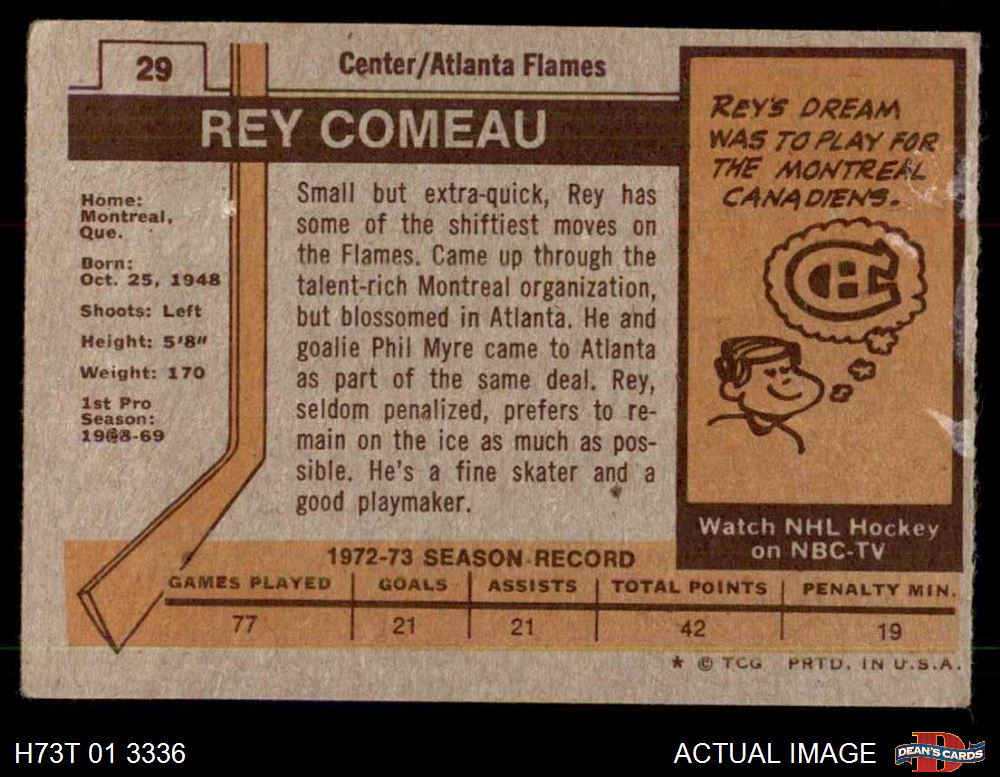 29
Center/Atlanta Flames
REY COMEAU
Home:
Montreal,
Que.
Born:
Oct. 25, 1948
Shoots: Left
Height: 5'8"
Weight: 170
1st Pro
Season:
1968-69
Small but extra-quick, Rey has
some of the shiftiest moves on
the Flames. Came up through the
talent-rich Montreal organization,
but blossomed in Atlanta. He and
goalie Phil Myre came to Atlanta
as part of the same deal. Rey,
seldom penalized, prefers to re-
main on the ice as much as pos-
sible. He's a fine skater and a
good playmaker.
REY'S DREAM
WAS TO PLAY FOR
THE MONTREAL
CANADIENS.
CH
Watch NHL Hockey
on NBC-TV
1972-73 SEASON RECORD
GAMES PLAYED GOALS ASSISTS TOTAL POINTS PENALTY MIN.
77 21 21 42 19
* © TCG PRTD. IN U.S.A.
H73T 01 3336
ACTUAL IMAGE
D
DEAN'S CARDS